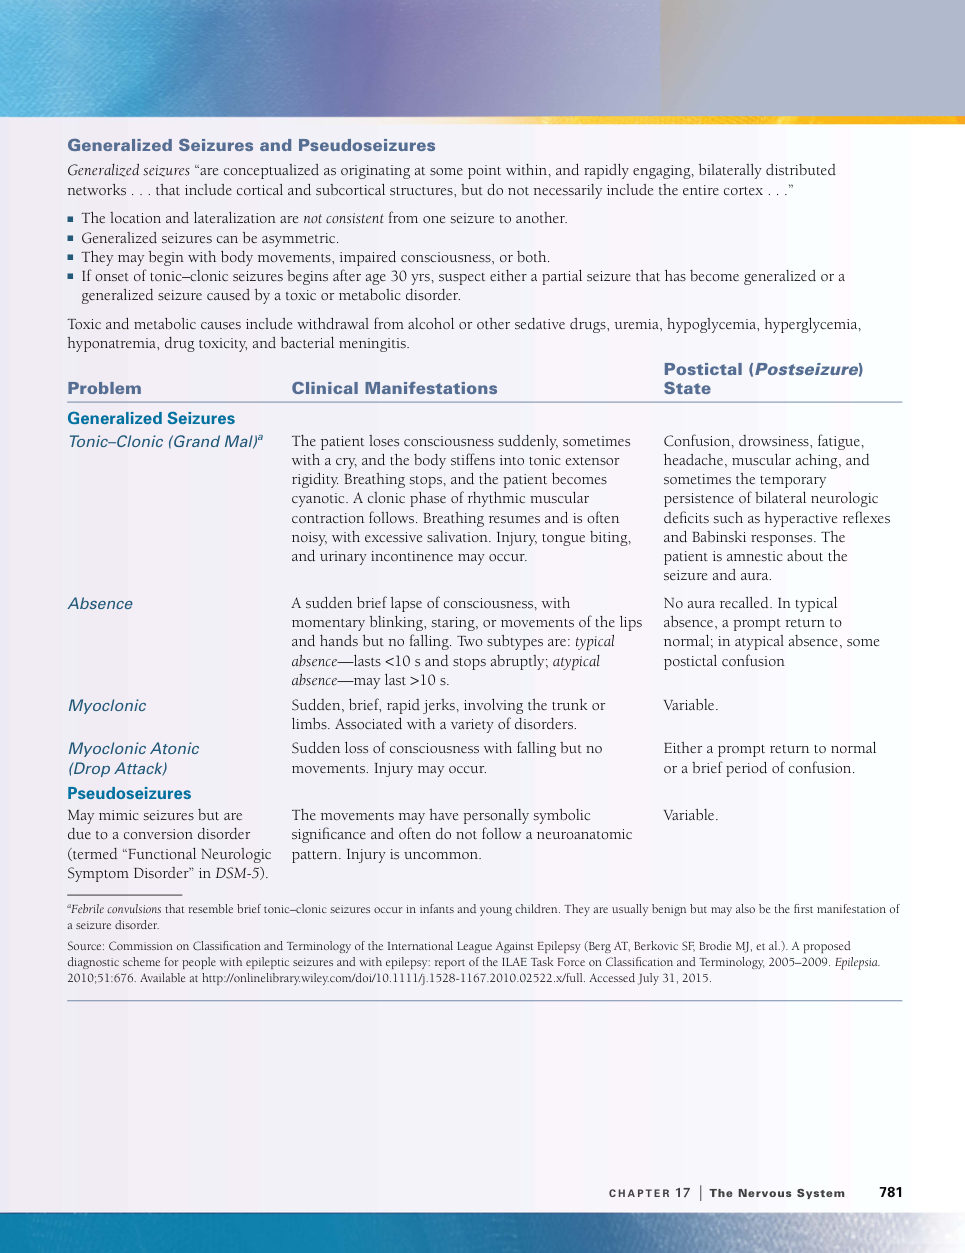 Generalized Seizures and Pseudoseizures
Generalized seizures “are conceptualized as originating at some point within, and rapidly engaging, bilaterally distributed
networks . . . that include cortical and subcortical structures, but do not necessarily include the entire cortex . . .”
■ The location and lateralization are not consistent from one seizure to another.
■ Generalized seizures can be asymmetric.
■ They may begin with body movements, impaired consciousness, or both.
■ If onset of tonic–clonic seizures begins after age 30 yrs, suspect either a partial seizure that has become generalized or a
generalized seizure caused by a toxic or metabolic disorder.
Toxic and metabolic causes include withdrawal from alcohol or other sedative drugs, uremia, hypoglycemia, hyperglycemia,
hyponatremia, drug toxicity, and bacterial meningitis.
Problem
Clinical Manifestations
Postictal (Postseizure)
State
Generalized Seizures
Tonic–Clonic (Grand Mal)a
The patient loses consciousness suddenly, sometimes
with a cry, and the body stiffens into tonic extensor
rigidity. Breathing stops, and the patient becomes
cyanotic. A clonic phase of rhythmic muscular
contraction follows. Breathing resumes and is often
noisy, with excessive salivation. Injury, tongue biting,
and urinary incontinence may occur.
Confusion, drowsiness, fatigue,
headache, muscular aching, and
sometimes the temporary
persistence of bilateral neurologic
deficits such as hyperactive reflexes
and Babinski responses. The
patient is amnestic about the
seizure and aura.
Absence
A sudden brief lapse of consciousness, with
momentary blinking, staring, or movements of the lips
and hands but no falling. Two subtypes are: typical
absence—lasts <10 s and stops abruptly; atypical
absence—may last >10 s.
No aura recalled. In typical
absence, a prompt return to
normal; in atypical absence, some
postictal confusion
Myoclonic
Sudden, brief, rapid jerks, involving the trunk or
limbs. Associated with a variety of disorders.
Variable.
Myoclonic Atonic
(Drop Attack)
Sudden loss of consciousness with falling but no
movements. Injury may occur.
Either a prompt return to normal
or a brief period of confusion.
Pseudoseizures
May mimic seizures but are
due to a conversion disorder
(termed “Functional Neurologic
Symptom Disorder” in DSM-5).
The movements may have personally symbolic
significance and often do not follow a neuroanatomic
pattern. Injury is uncommon.
Variable.
aFebrile convulsions that resemble brief tonic–clonic seizures occur in infants and young children. They are usually benign but may also be the first manifestation of
a seizure disorder.
Source: Commission on Classification and Terminology of the International League Against Epilepsy (Berg AT, Berkovic SF, Brodie MJ, et al.). A proposed
diagnostic scheme for people with epileptic seizures and with epilepsy: report of the ILAE Task Force on Classification and Terminology, 2005–2009. Epilepsia.
2010;51:676. Available at http://onlinelibrary.wiley.com/doi/10.1111/j.1528-1167.2010.02522.x/full. Accessed July 31, 2015.
CHAPTER 17 | The Nervous System 781